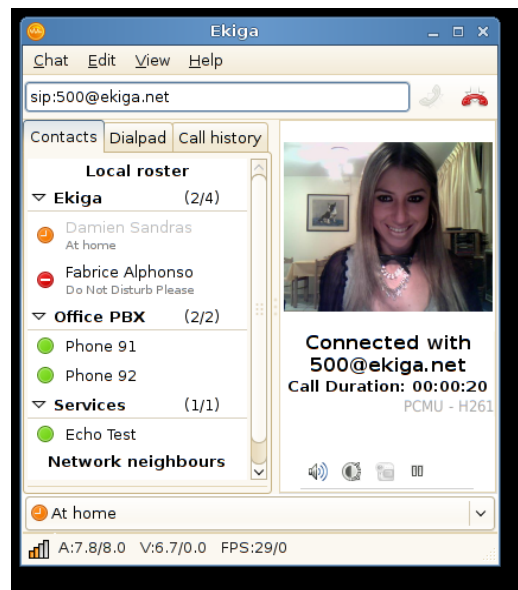 Ekiga
Chat Edit View Help
sip:500@ekiga.net
Contacts Dialpad Call history
Local roster
Ekiga (2/4)
Damien Sandras
At home
Fabrice Alphonso
Do Not Disturb Please
Office PBX (2/2)
Phone 91
Phone 92
Services (1/1)
Echo Test
Network neighbours
Connected with
500@ekiga.net
Call Duration: 00:00:20
PCMU - H261
At home
A:7.8/8.0 V:6.7/0.0 FPS:29/0